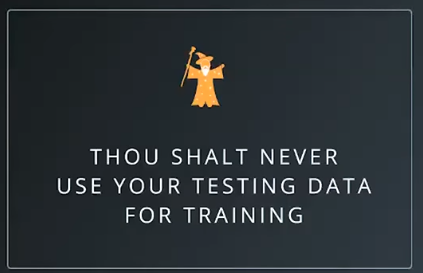 THOU SHALT NEVER
USE YOUR TESTING DATA
FOR TRAINING